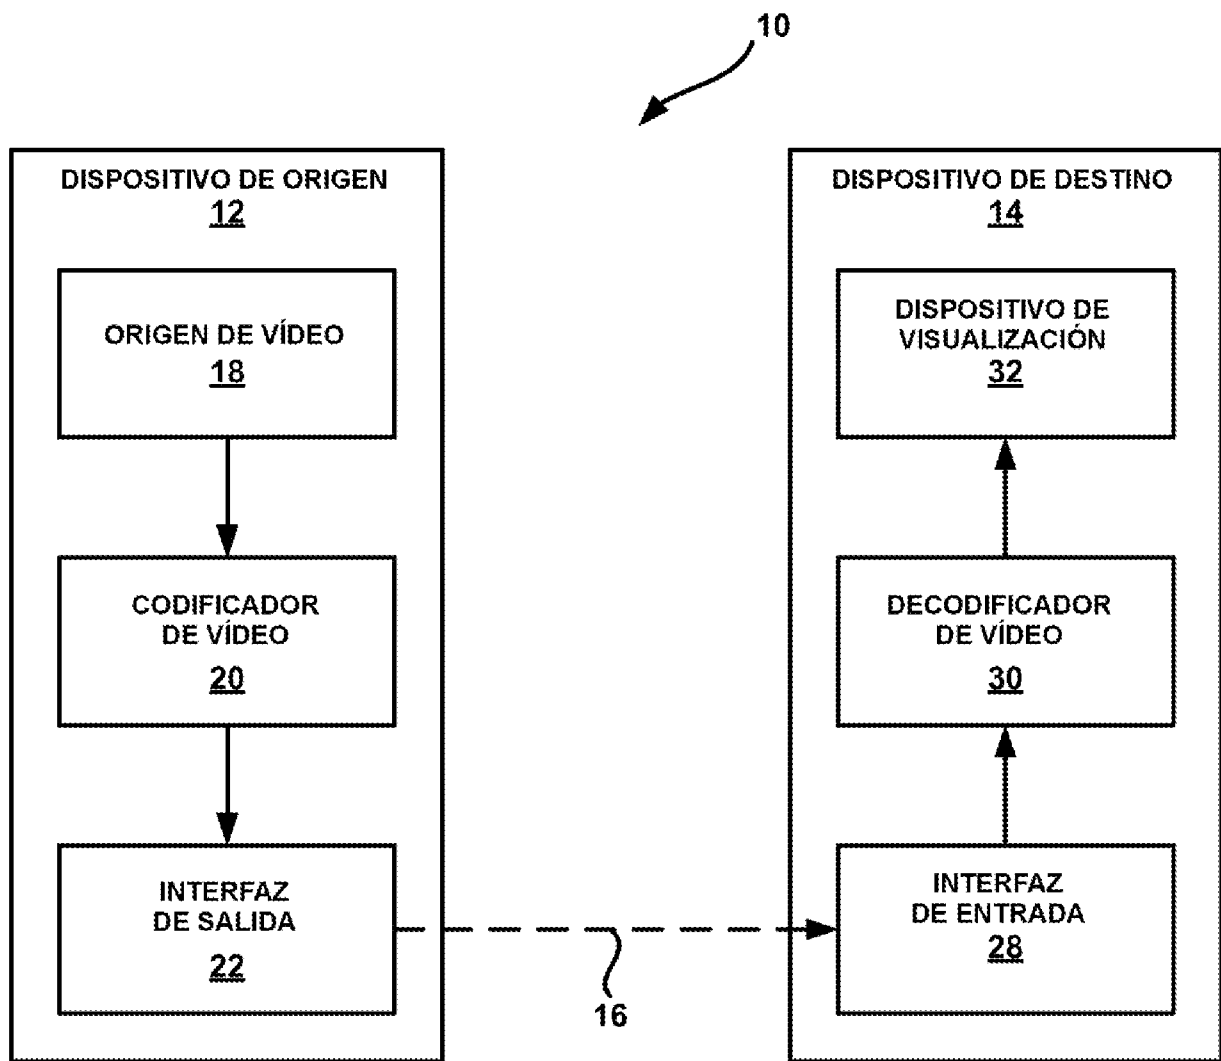 10
DISPOSITIVO DE ORIGEN
12
ORIGEN DE VÍDEO
18
CODIFICADOR
DE VÍDEO
20
INTERFAZ
DE SALIDA
22
16
DISPOSITIVO DE DESTINO
14
DISPOSITIVO DE
VISUALIZACIÓN
32
DECODIFICADOR
DE VÍDEO
30
INTERFAZ
DE ENTRADA
28